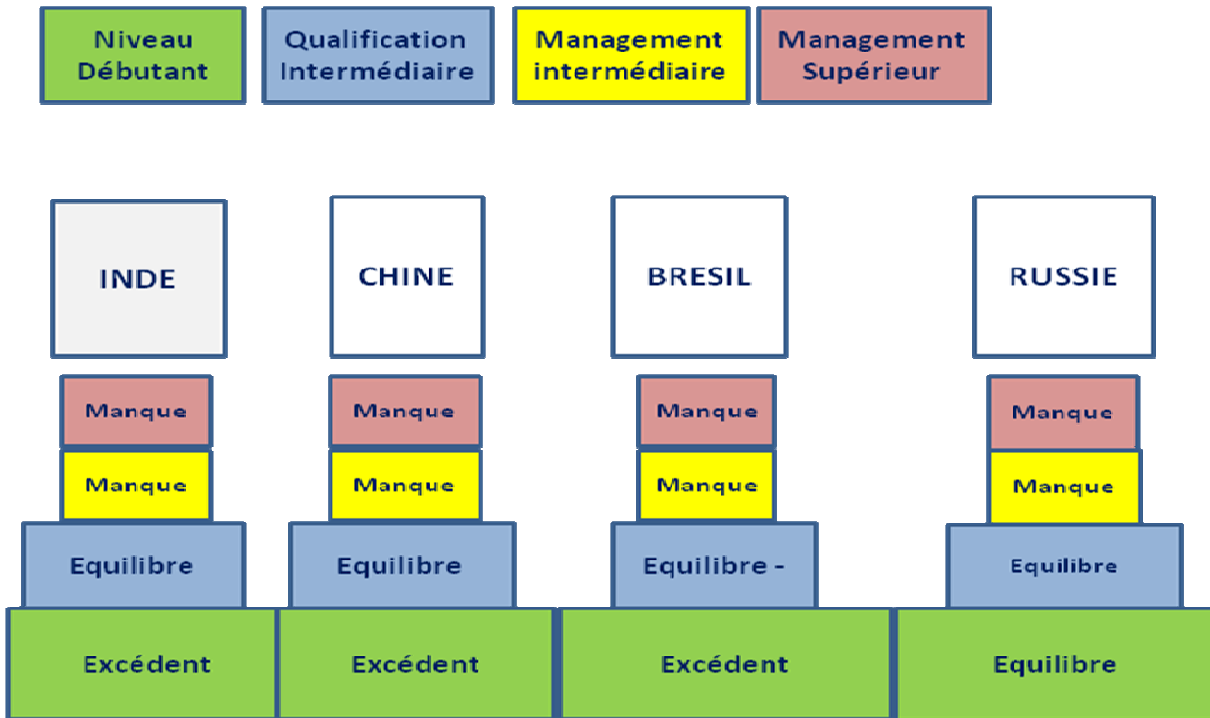 Niveau
Débutant
Qualification
Intermédiaire
Management
intermédiaire
Management
Supérieur
INDE
CHINE
BRESIL
RUSSIE
Manque
Manque
Manque
Manque
Manque
Manque
Manque
Manque
Equilibre
Equilibre
Equilibre -
Equilibre
Excédent
Excédent
Excédent
Equilibre